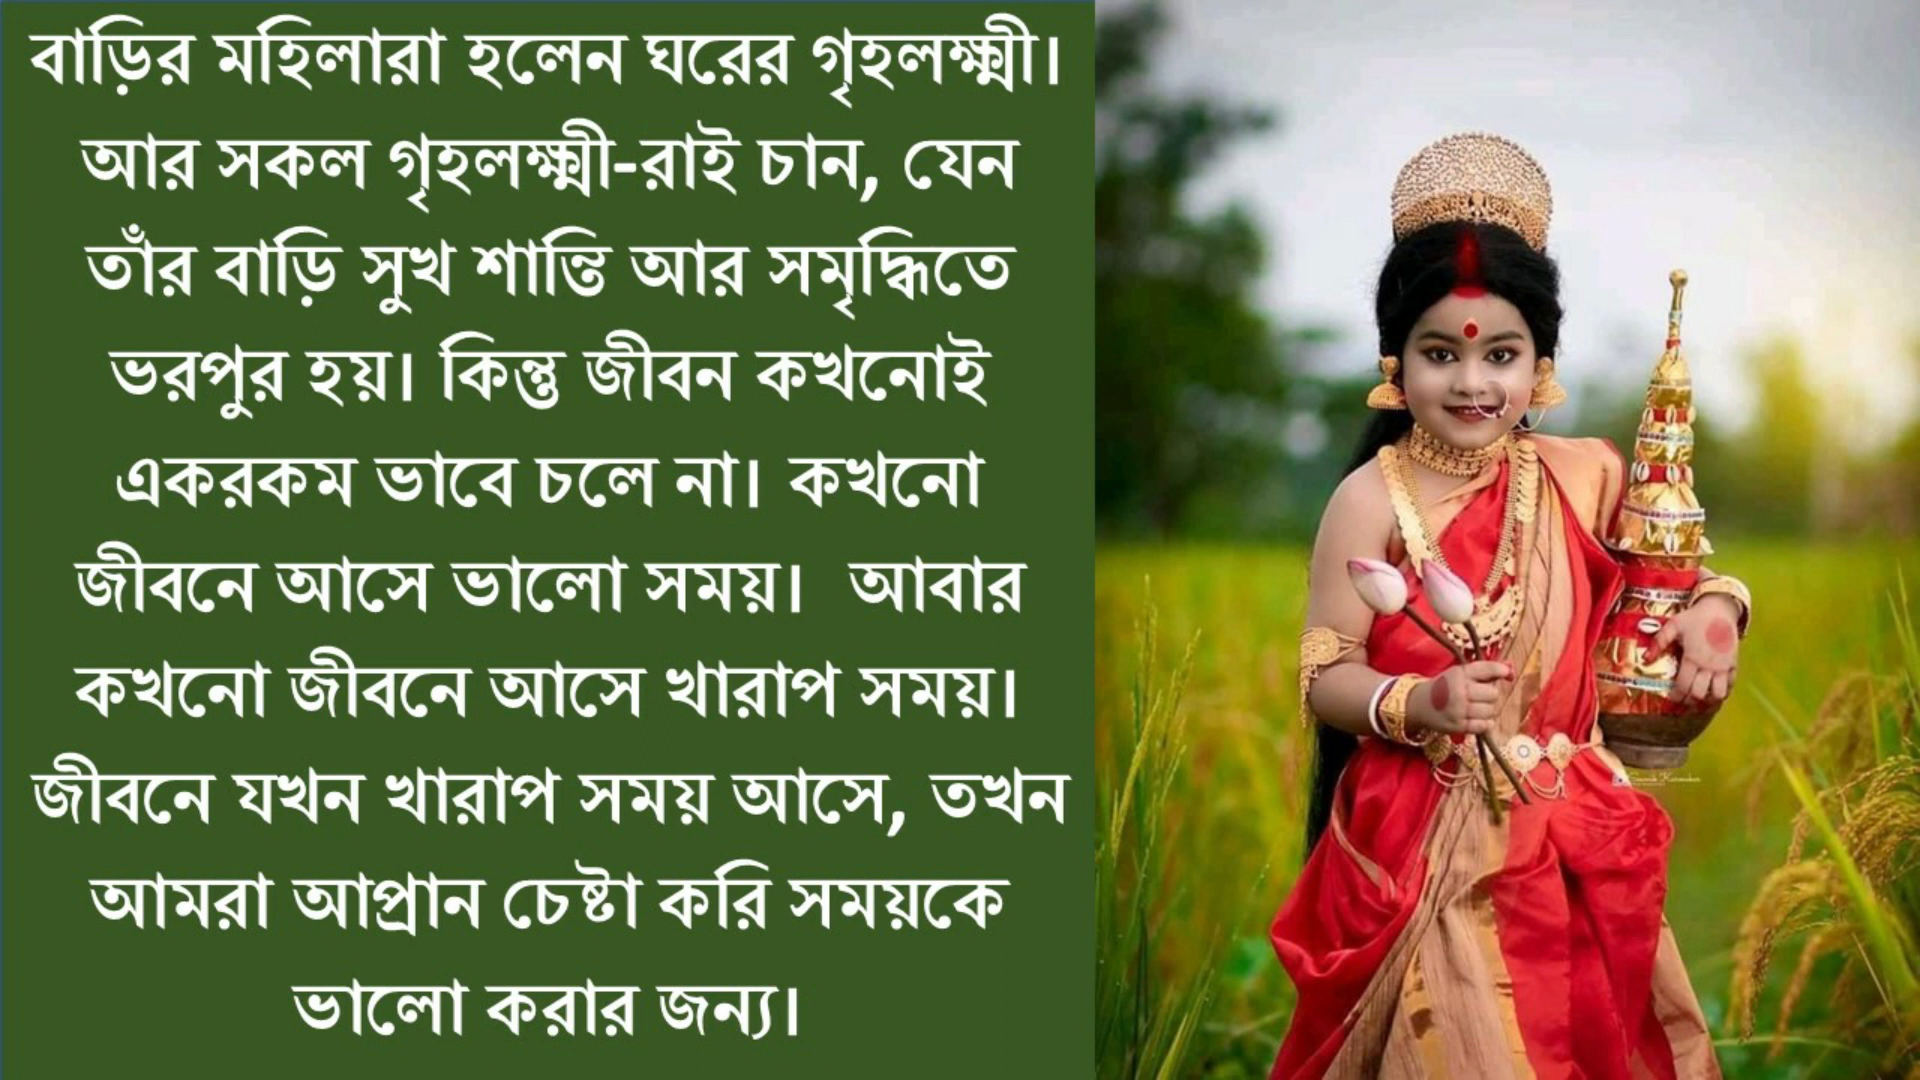 বাড়ির মহিলারা হলেন ঘরের গৃহলক্ষ্মী।
আর সকল গৃহলক্ষ্মী-রাই চান, যেন
তাঁর বাড়ি সুখ শান্তি আর সমৃদ্ধিতে
ভরপুর হয়। কিন্তু জীবন কখনোই
একরকম ভাবে চলে না। কখনো
জীবনে আসে ভালো সময়। আবার
কখনো জীবনে আসে খারাপ সময়।
জীবনে যখন খারাপ সময় আসে, তখন
আমরা আপ্রান চেষ্টা করি সময়কে
ভালো করার জন্য।